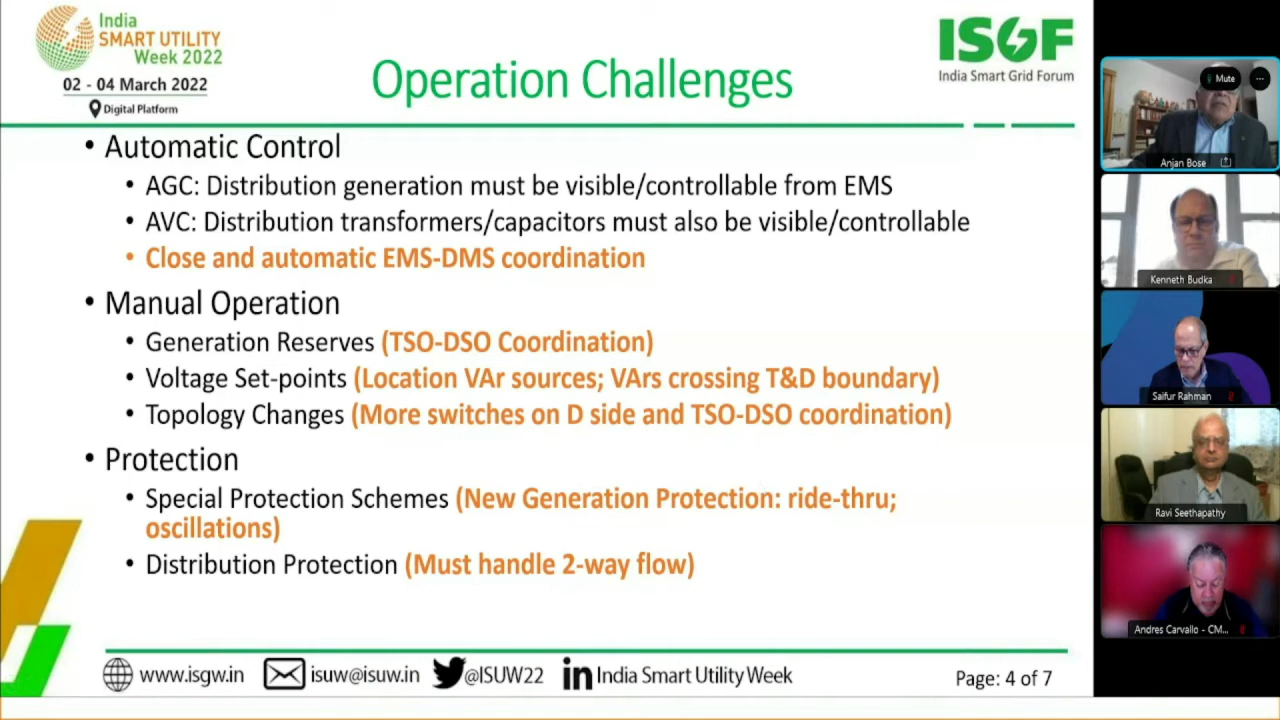 India
SMART UTILITY
Week 2022
02 - 04 March 2022
Digital Platform
ISGF
India Smart Grid Forum
Operation Challenges
• Automatic Control
• AGC: Distribution generation must be visible/controllable from EMS
• AVC: Distribution transformers/capacitors must also be visible/controllable
• Close and automatic EMS-DMS coordination
• Manual Operation
• Generation Reserves (TSO-DSO Coordination)
• Voltage Set-points (Location VAr sources; VArs crossing T&D boundary)
• Topology Changes (More switches on D side and TSO-DSO coordination)
• Protection
• Special Protection Schemes (New Generation Protection: ride-thru;
oscillations)
• Distribution Protection (Must handle 2-way flow)
www.isgw.in
isuw@isuw.in
@ISUW22
in India Smart Utility Week
Page: 4 of 7
Mute
Anjan Bose
Kenneth Budka
Saifur Rahman
Ravi Seethapathy
Andres Carvallo - CM...